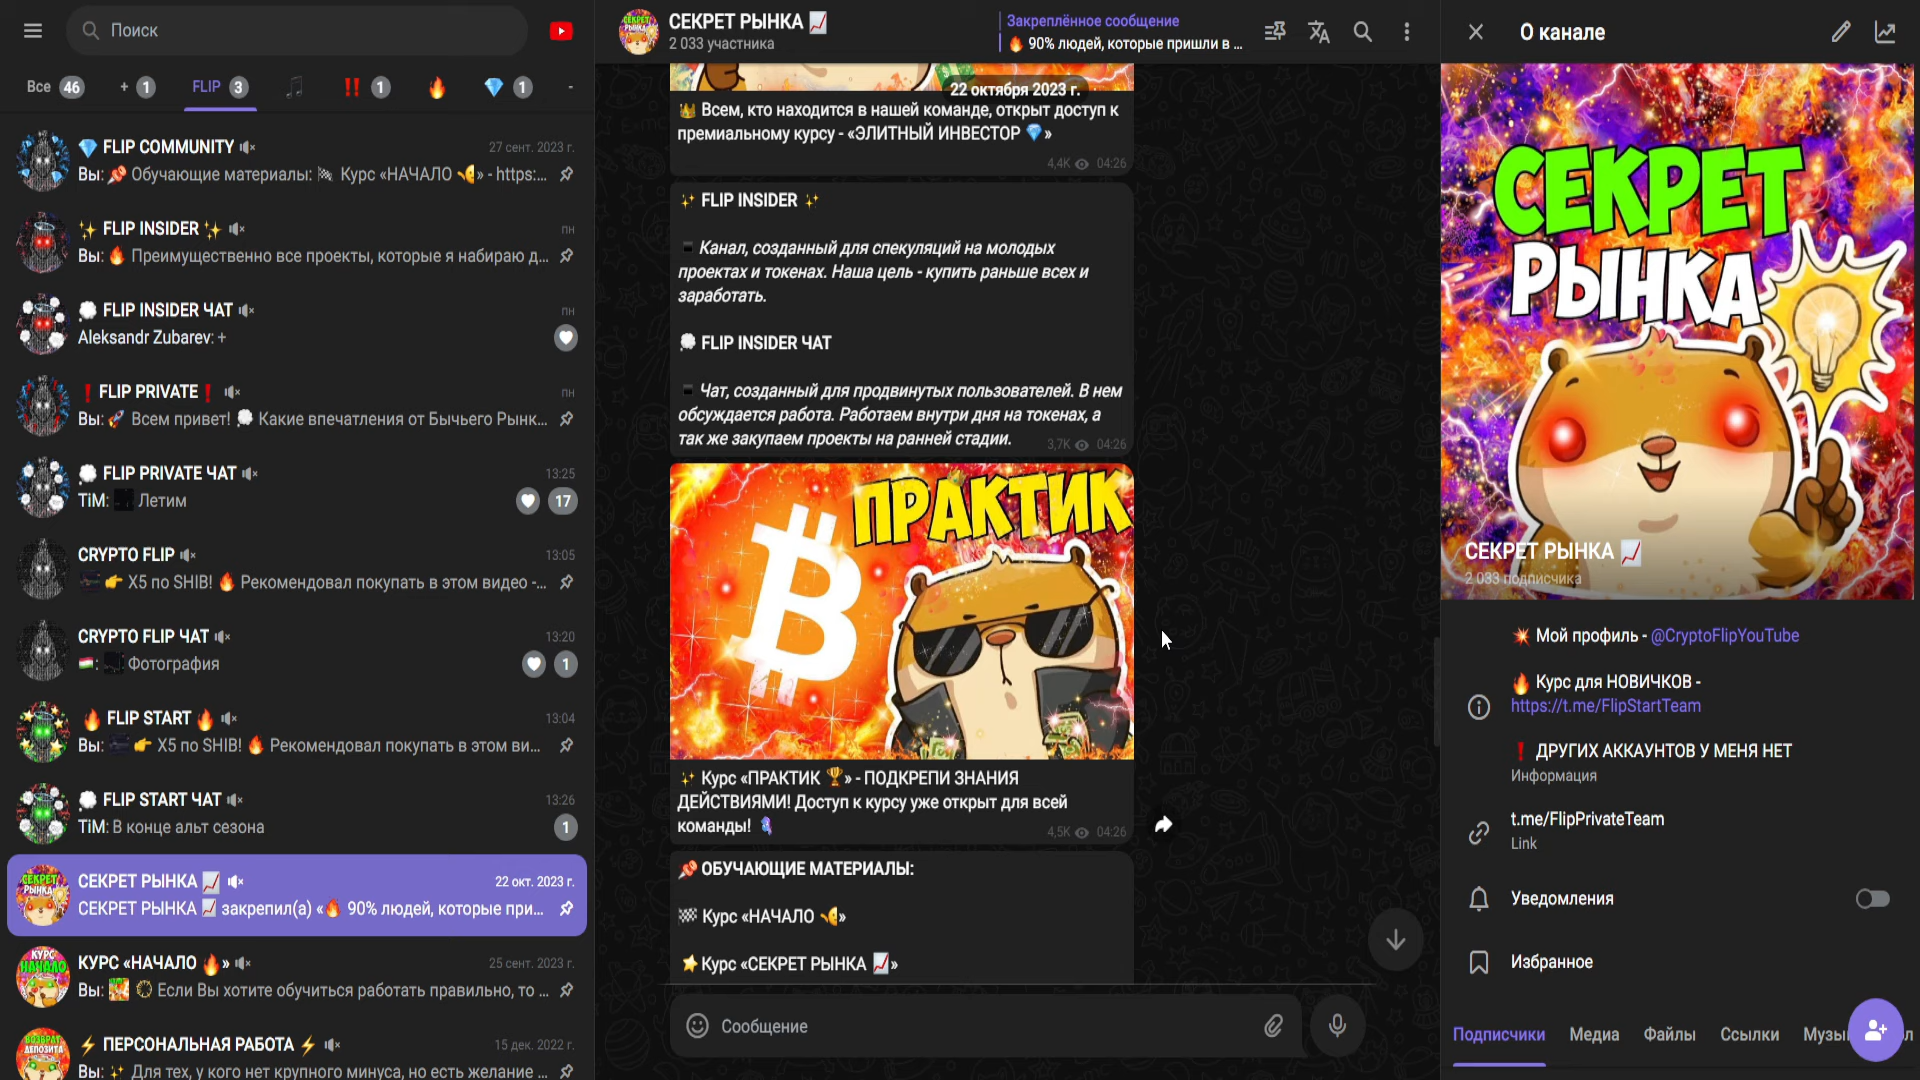 Поиск
Все 46
+ 1
FLIP 3
1
1
-
FLIP COMMUNITY
27 сент. 2023 г.
Вы: Обучающие материалы: Курс «НАЧАЛО» - https:...
FLIP INSIDER
пн
Вы: Преимущественно все проекты, которые я набираю д...
FLIP INSIDER ЧАТ
пн
Aleksandr Zubarev: +
FLIP PRIVATE
пн
Вы: Всем привет! Какие впечатления от Бычьего Рынк...
FLIP PRIVATE ЧАТ
13:25
TiM: Летим
17
CRYPTO FLIP
13:05
X5 по SHIB! Рекомендовал покупать в этом видео -...
CRYPTO FLIP ЧАТ
13:20
: Фотография
1
FLIP START
13:04
Вы: X5 по SHIB! Рекомендовал покупать в этом ви...
FLIP START ЧАТ
13:26
TiM: В конце альт сезона
1
СЕКРЕТ РЫНКА
22 окт. 2023 г.
СЕКРЕТ РЫНКА закрепил(а) « 90% людей, которые при...
КУРС «НАЧАЛО»
25 сент. 2023 г.
Вы: Если Вы хотите обучиться работать правильно, то ...
ПЕРСОНАЛЬНАЯ РАБОТА
15 дек. 2022 г.
Вы: Для тех, у кого нет крупного минуса, но есть желание ...
СЕКРЕТ РЫНКА
2 033 участника
Закреплённое сообщение
90% людей, которые пришли в ...
22 октября 2023 г.
Всем, кто находится в нашей команде, открыт доступ к
премиальному курсу - «ЭЛИТНЫЙ ИНВЕСТОР»
4,4K 04:26
FLIP INSIDER
Канал, созданный для спекуляций на молодых
проектах и токенах. Наша цель - купить раньше всех и
заработать.
FLIP INSIDER ЧАТ
Чат, созданный для продвинутых пользователей. В нем
обсуждается работа. Работаем внутри дня на токенах, а
так же закупаем проекты на ранней стадии.
3,7K 04:26
ПРАКТИК
Курс «ПРАКТИК» - ПОДКРЕПИ ЗНАНИЯ
ДЕЙСТВИЯМИ! Доступ к курсу уже открыт для всей
команды!
4,5K 04:26
ОБУЧАЮЩИЕ МАТЕРИАЛЫ:
Курс «НАЧАЛО»
Курс «СЕКРЕТ РЫНКА»
Сообщение
О канале
СЕКРЕТ
РЫНКА
СЕКРЕТ РЫНКА
2 033 подписчика
Мой профиль - @CryptoFlipYouTube
Курс для НОВИЧКОВ -
https://t.me/FlipStartTeam
ДРУГИХ АККАУНТОВ У МЕНЯ НЕТ
Информация
t.me/FlipPrivateTeam
Link
Уведомления
Избранное
Подписчики
Медиа
Файлы
Ссылки